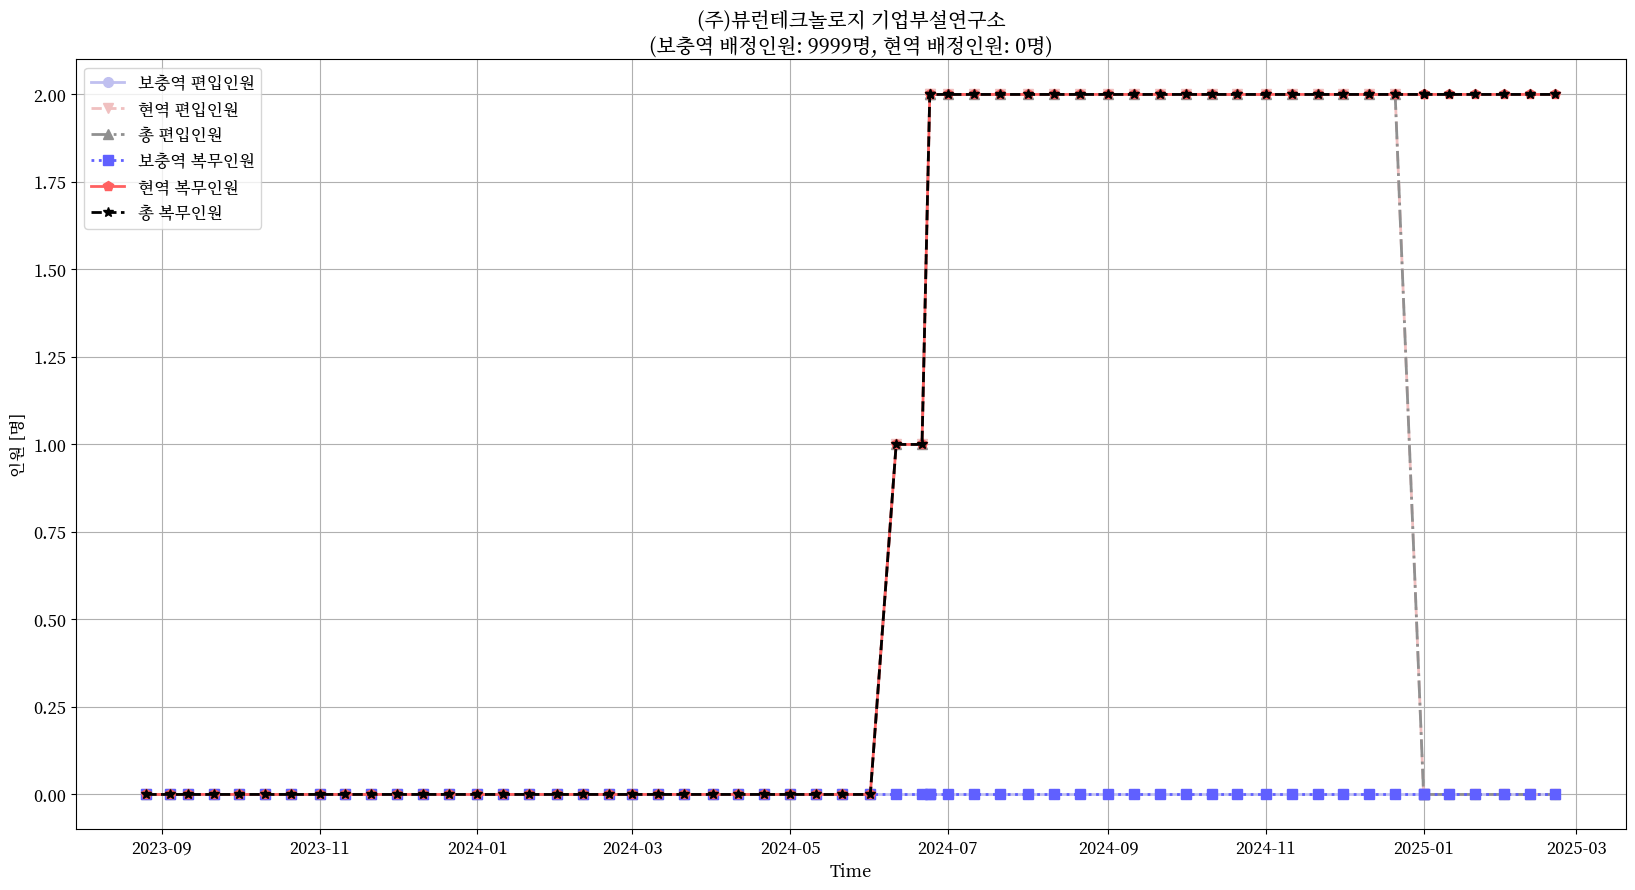 (주)뷰런테크놀로지 기업부설연구소
(보충역 배정인원: 9999명, 현역 배정인원: 0명)
보충역 편입인원
현역 편입인원
총 편입인원
보충역 복무인원
현역 복무인원
총 복무인원
2.00
1.75
1.50
1.25
1.00
0.75
0.50
0.25
0.00
인원 [명]
2023-09 2023-11 2024-01 2024-03 2024-05 2024-07 2024-09 2024-11 2025-01 2025-03
Time